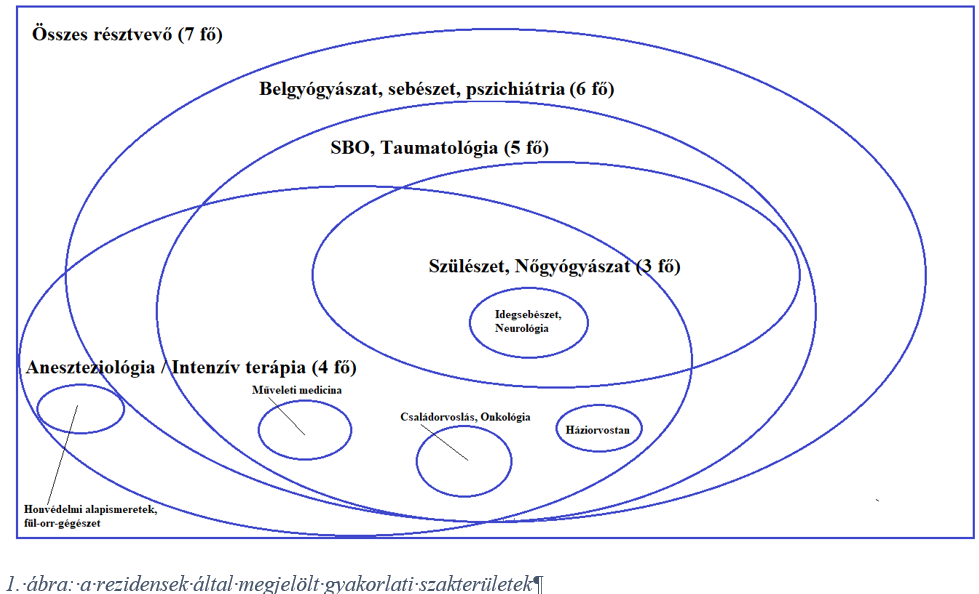 Összes résztvevő (7 fő)
Belgyógyászat, sebészet, pszichiátria (6 fő)
SBO, Taumatológia (5 fő)
Szülészet, Nőgyógyászat (3 fő)
Idegsebészet,
Neurológia
Aneszteziológia / Intenzív terápia (4 fő)
Műveleti medicina
Családorvoslás, Onkológia
Háziorvostan
Honvédelmi alapismeretek,
fül-orr-gégészet
1.·ábra:·a·rezidensek·által·megjelölt·gyakorlati·szakterületek¶